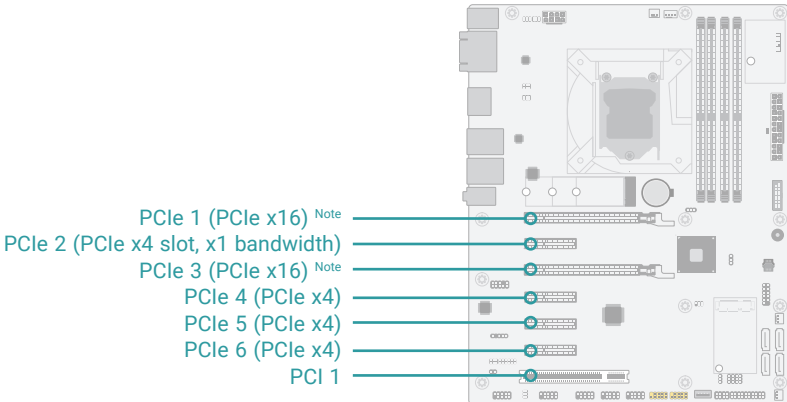 PCIe 1 (PCIe x16) Note
PCIe 2 (PCIe x4 slot, x1 bandwidth)
PCIe 3 (PCIe x16) Note
PCIe 4 (PCIe x4)
PCIe 5 (PCIe x4)
PCIe 6 (PCIe x4)
PCI 1